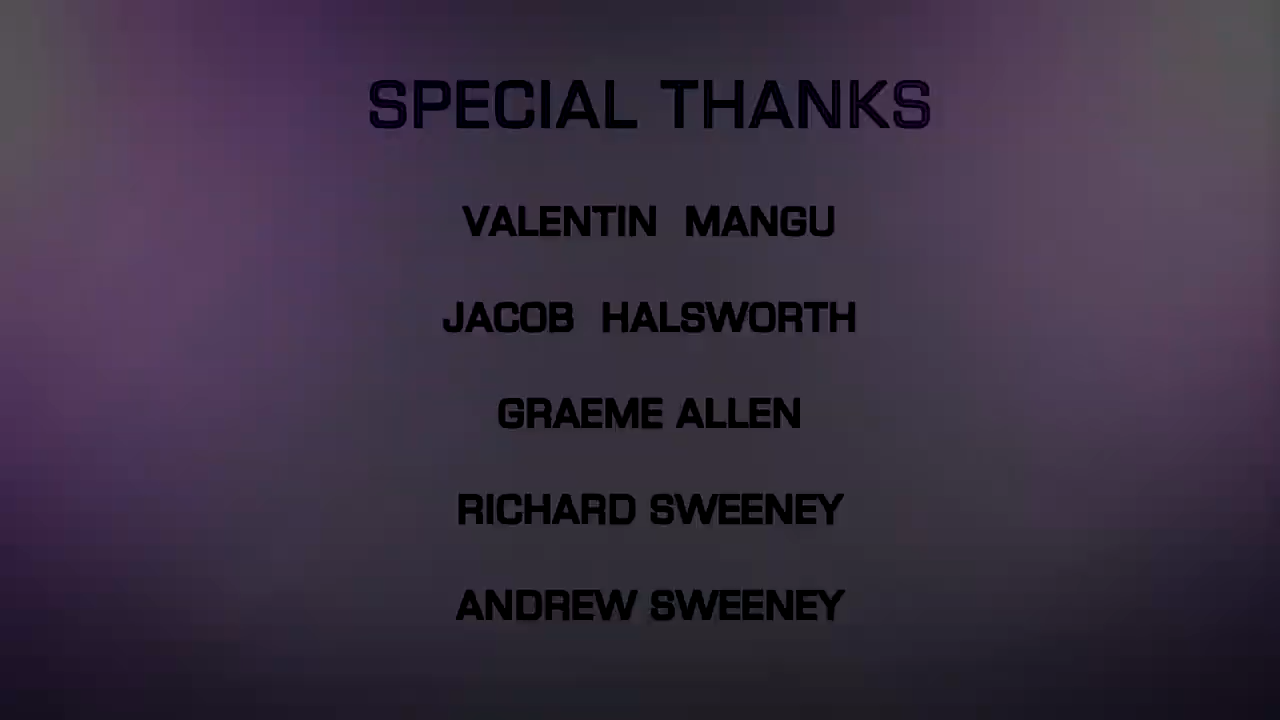 SPECIAL THANKS
VALENTIN MANGU
JACOB HALSWORTH
GRAEME ALLEN
RICHARD SWEENEY
ANDREW SWEENEY